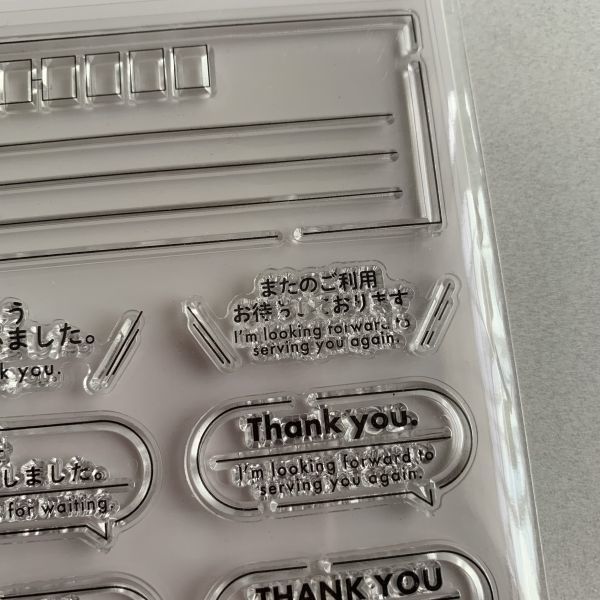 う
ました。
k you.
またのご利用
お待ちしております
I'm looking forward to
serving you again.
しました。
for waiting.
Thank you.
I'm looking forward to
serving you again.
THANK YOU